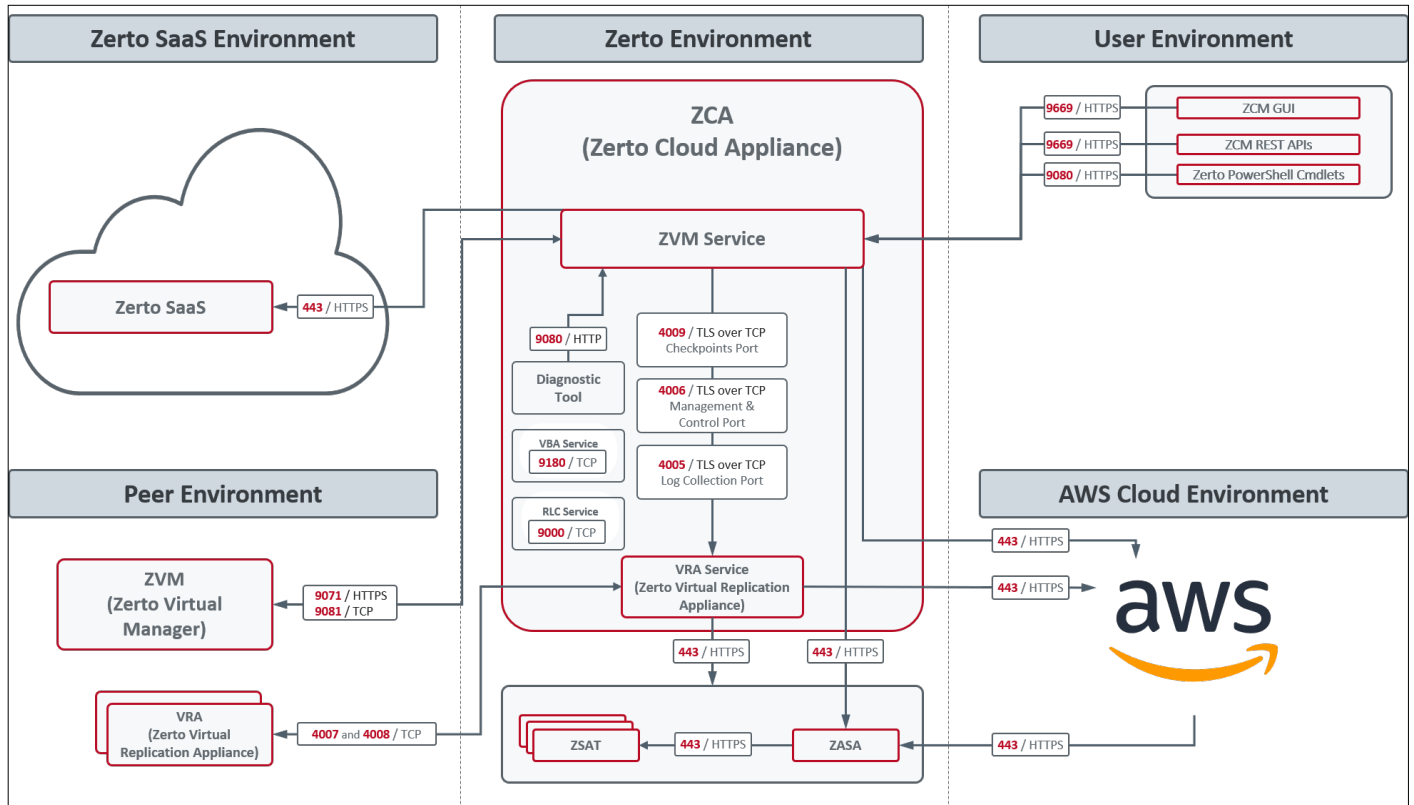 Zerto SaaS Environment
Zerto Environment
User Environment
ZCA
(Zerto Cloud Appliance)
9669 / HTTPS
ZCM GUI
9669 / HTTPS
ZCM REST APIs
9080 / HTTPS
Zerto PowerShell Cmdlets
ZVM Service
Zerto SaaS
443 / HTTPS
9080 / HTTP
4009 / TLS over TCP
Checkpoints Port
Diagnostic
Tool
4006 / TLS over TCP
Management &
Control Port
VBA Service
9180 / TCP
4005 / TLS over TCP
Log Collection Port
RLC Service
9000 / TCP
Peer Environment
AWS Cloud Environment
ZVM
(Zerto Virtual
Manager)
9071 / HTTPS
9081 / TCP
VRA Service
(Zerto Virtual Replication
Appliance)
443 / HTTPS
443 / HTTPS
aws
443 / HTTPS
443 / HTTPS
VRA
(Zerto Virtual
Replication Appliance)
4007 and 4008 / TCP
ZSAT
443 / HTTPS
ZASA
443 / HTTPS